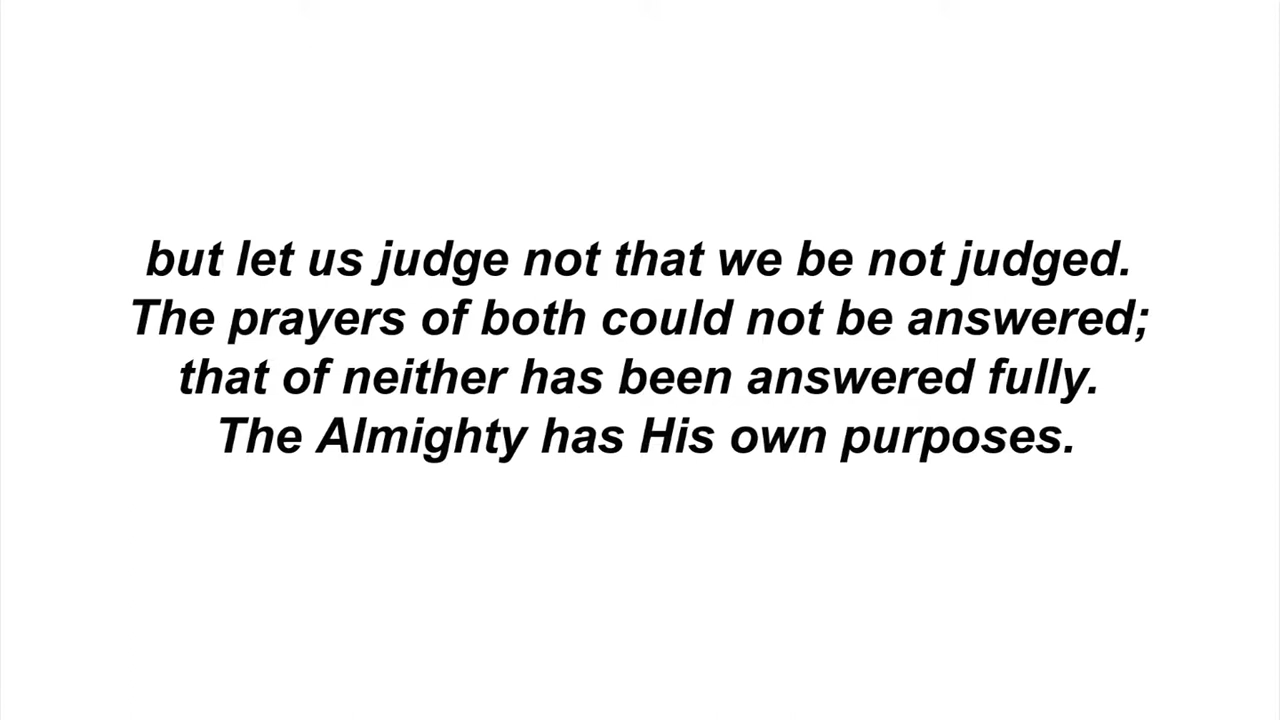 but let us judge not that we be not judged.
The prayers of both could not be answered;
that of neither has been answered fully.
The Almighty has His own purposes.